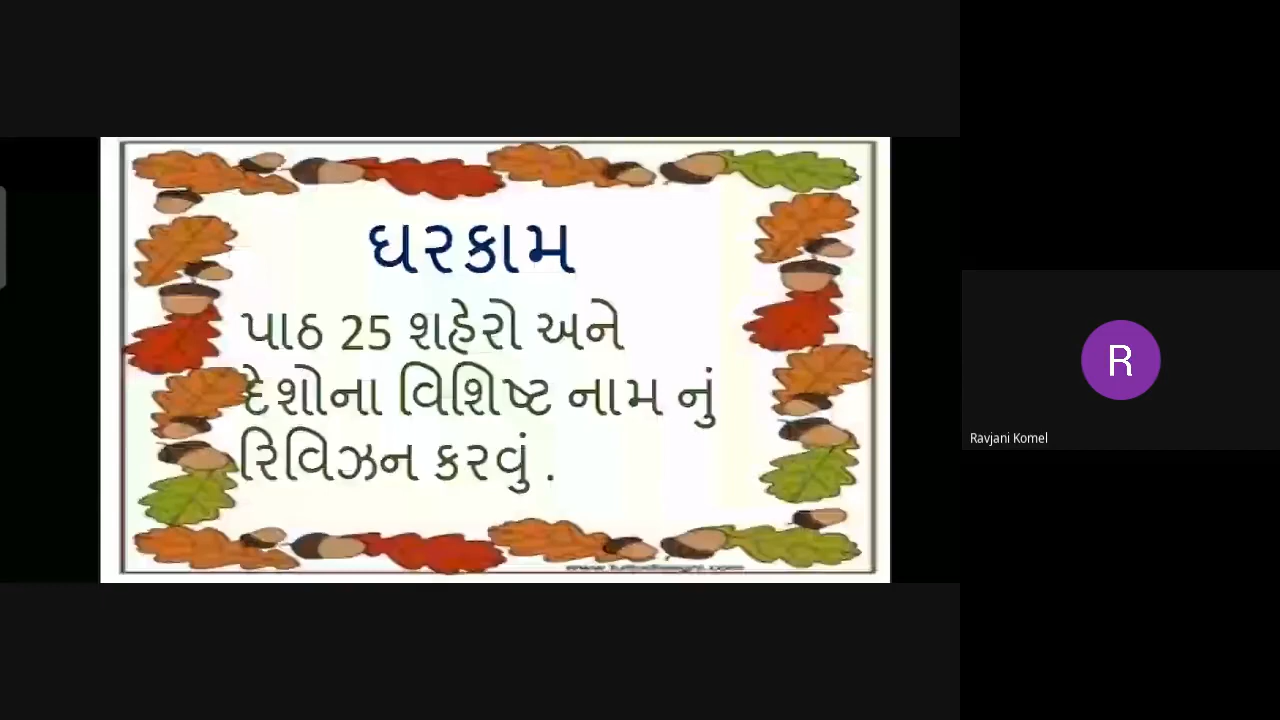 ઘરકામ
પાઠ 25 શહેરો અને
દેશોના વિશિષ્ટ નામ નું
રિવિઝન કરવું .
R
Ravjani Komel